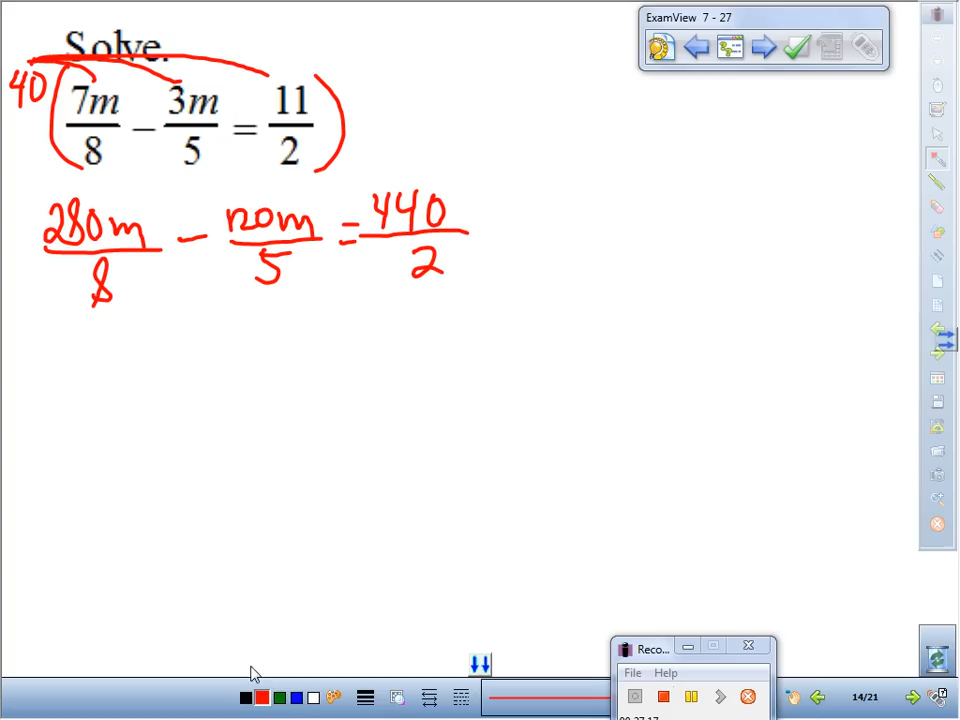 ExamView 7 - 27
Solve.
40 ( 7m/8 − 3m/5 = 11/2 )
280m/8 − 120m/5 = 440/2
Reco...
File Help
14/21